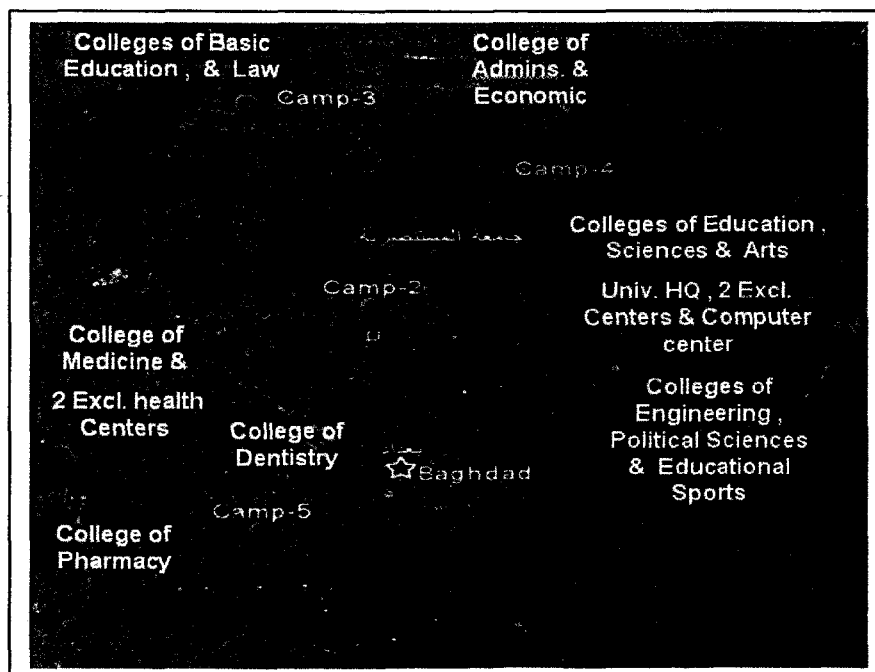 Colleges of Basic
Education , & Law
College of
Admins. &
Economic
Camp-3
Camp-4
جامعة المستنصرية
Colleges of Education ,
Sciences & Arts
Camp-2
Univ. HQ , 2 Excl.
Centers & Computer
center
College of
Medicine &
2 Excl. health
Centers
Colleges of
Engineering ,
Political Sciences
& Educational
Sports
College of
Dentistry
Baghdad
Camp-5
College of
Pharmacy